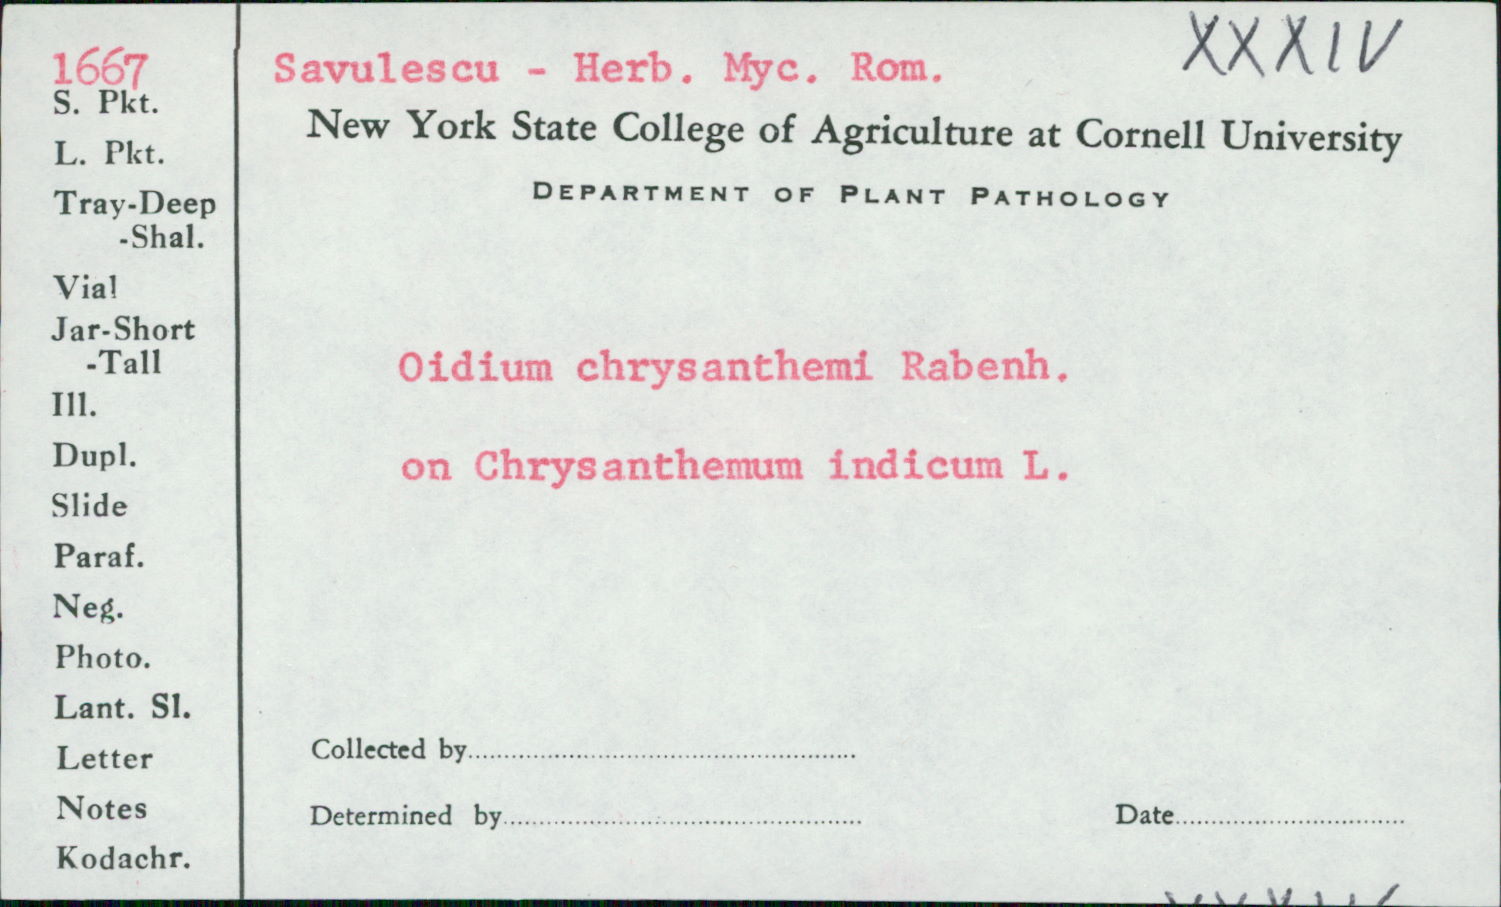 1667
S. Pkt.
L. Pkt.
Tray-Deep
-Shal.
Vial
Jar-Short
-Tall
Ill.
Dupl.
Slide
Paraf.
Neg.
Photo.
Lant. Sl.
Letter
Notes
Kodachr.
XXXIV
Savulescu - Herb. Myc. Rom.
New York State College of Agriculture at Cornell University
DEPARTMENT OF PLANT PATHOLOGY
Oidium chrysanthemi Rabenh.
on Chrysanthemum indicum L.
Collected by
Determined by
Date